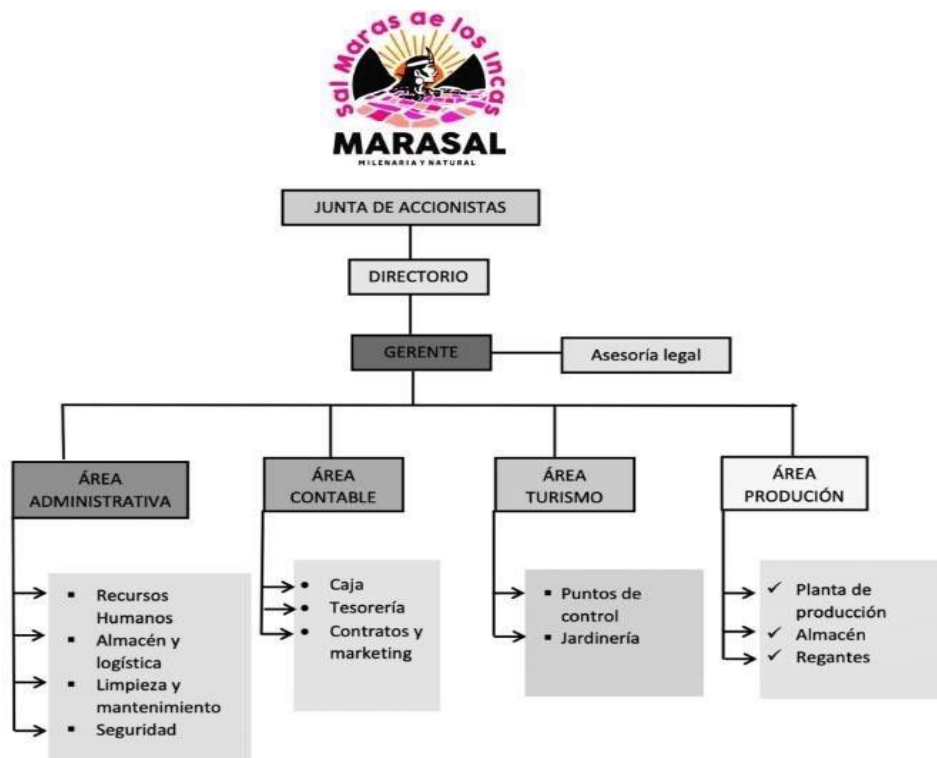 sal Maras de los Incas
MARASAL
MILENARIA Y NATURAL
JUNTA DE ACCIONISTAS
DIRECTORIO
GERENTE
Asesoría legal
ÁREA
ADMINISTRATIVA
ÁREA
CONTABLE
ÁREA
TURISMO
ÁREA
PRODUCIÓN
▪ Recursos
Humanos
▪ Almacén y
logística
▪ Limpieza y
mantenimiento
▪ Seguridad
• Caja
• Tesorería
• Contratos y
marketing
▪ Puntos de
control
▪ Jardinería
✓ Planta de
producción
✓ Almacén
✓ Regantes